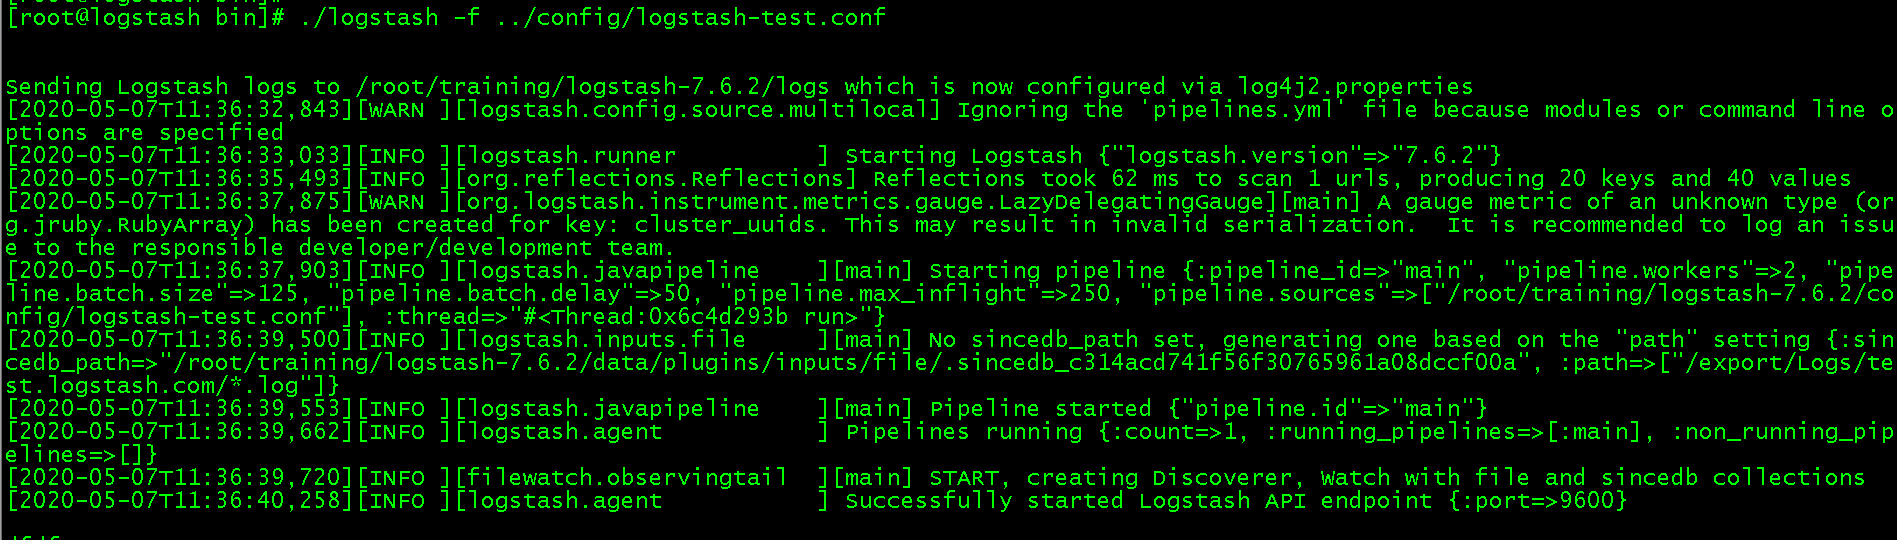 [root@logstash bin]# ./logstash -f ../config/logstash-test.conf
Sending Logstash logs to /root/training/logstash-7.6.2/logs which is now configured via log4j2.properties
[2020-05-07T11:36:32,843][WARN ][logstash.config.source.multilocal] Ignoring the 'pipelines.yml' file because modules or command line o
ptions are specified
[2020-05-07T11:36:33,033][INFO ][logstash.runner          ] Starting Logstash {"logstash.version"=>"7.6.2"}
[2020-05-07T11:36:35,493][INFO ][org.reflections.Reflections] Reflections took 62 ms to scan 1 urls, producing 20 keys and 40 values
[2020-05-07T11:36:37,875][WARN ][org.logstash.instrument.metrics.gauge.LazyDelegatingGauge][main] A gauge metric of an unknown type (or
g.jruby.RubyArray) has been created for key: cluster_uuids. This may result in invalid serialization.  It is recommended to log an issu
e to the responsible developer/development team.
[2020-05-07T11:36:37,903][INFO ][logstash.javapipeline    ][main] Starting pipeline {:pipeline_id=>"main", "pipeline.workers"=>2, "pipe
line.batch.size"=>125, "pipeline.batch.delay"=>50, "pipeline.max_inflight"=>250, "pipeline.sources"=>["/root/training/logstash-7.6.2/co
nfig/logstash-test.conf"], :thread=>"#<Thread:0x6c4d293b run>"}
[2020-05-07T11:36:39,500][INFO ][logstash.inputs.file     ][main] No sincedb_path set, generating one based on the "path" setting {:sin
cedb_path=>"/root/training/logstash-7.6.2/data/plugins/inputs/file/.sincedb_c314acd741f56f30765961a08dccf00a", :path=>["/export/Logs/te
st.logstash.com/*.log"]}
[2020-05-07T11:36:39,553][INFO ][logstash.javapipeline    ][main] Pipeline started {"pipeline.id"=>"main"}
[2020-05-07T11:36:39,662][INFO ][logstash.agent           ] Pipelines running {:count=>1, :running_pipelines=>[:main], :non_running_pip
elines=>[]}
[2020-05-07T11:36:39,720][INFO ][filewatch.observingtail  ][main] START, creating Discoverer, Watch with file and sincedb collections
[2020-05-07T11:36:40,258][INFO ][logstash.agent           ] Successfully started Logstash API endpoint {:port=>9600}